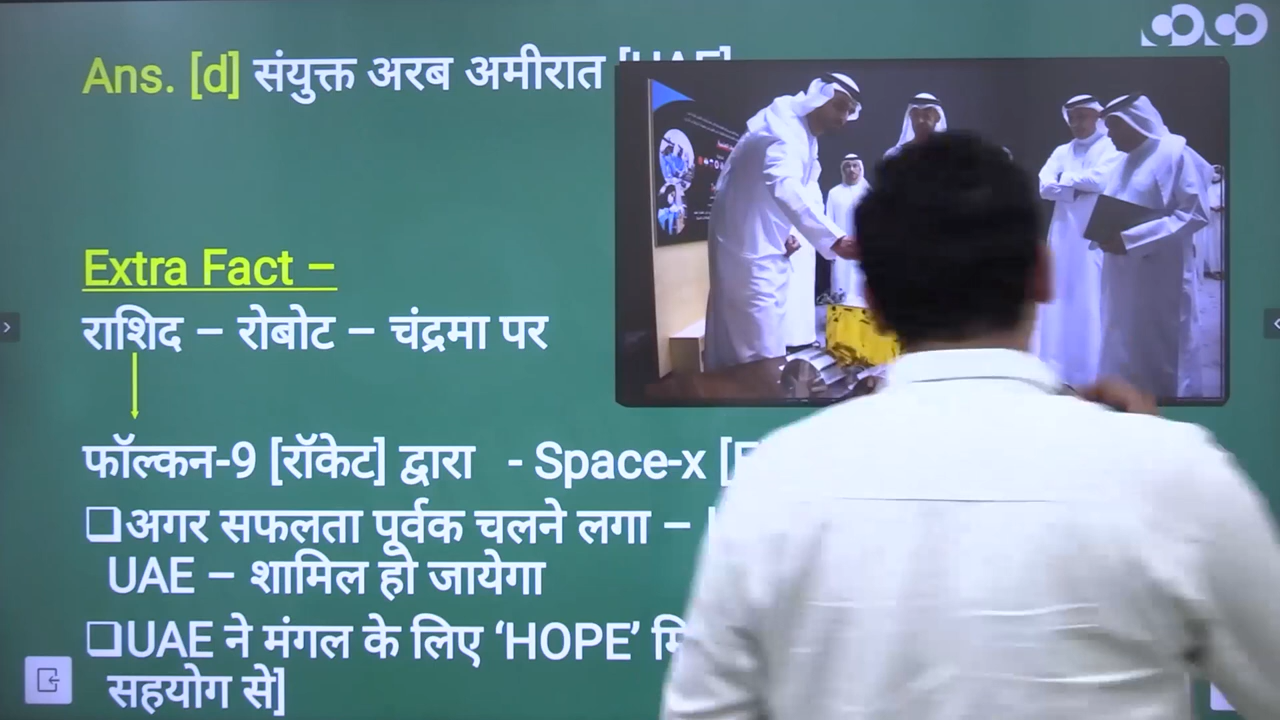 Ans. [d] संयुक्त अरब अमीरात [UAE]
Extra Fact –
राशिद – रोबोट – चंद्रमा पर
फॉल्कन-9 [रॉकेट] द्वारा - Space-x [
❑अगर सफलता पूर्वक चलने लगा –
UAE – शामिल हो जायेगा
❑UAE ने मंगल के लिए ‘HOPE’
सहयोग से]